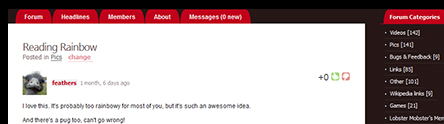 Forum Headlines Members About Messages (0 new)
Forum Categories
Reading Rainbow
Posted in Pics change
feathers 1 month, 6 days ago
+0
I love this. It's probably too rainbowy for most of you, but it's such an awesome idea.
And there's a pug too, can't go wrong!
Videos [142]
Pics [141]
Bugs & Feedback [9]
Links [85]
Other [101]
Wikipedia links [9]
Games [21]
Lobster Mobster's Mem